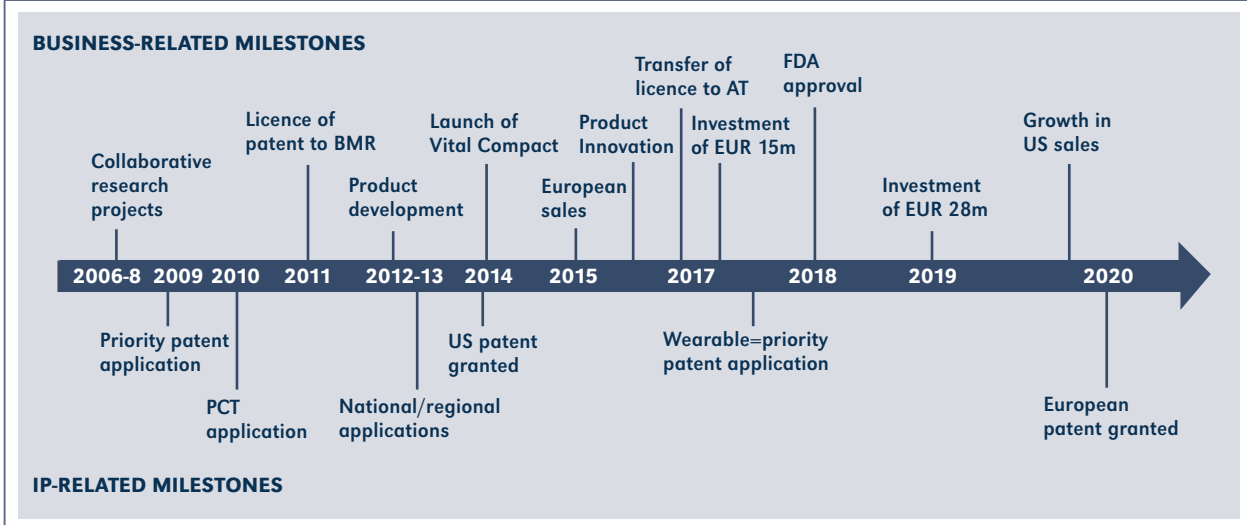 BUSINESS-RELATED MILESTONES
Collaborative
research
projects
Licence of
patent to BMR
Product
development
Launch of
Vital Compact
European
sales
Product
Innovation
Transfer of
licence to AT
Investment
of EUR 15m
FDA
approval
Investment
of EUR 28m
Growth in
US sales
2006-8 2009 2010 2011 2012-13 2014 2015 2017 2018 2019 2020
Priority patent
application
PCT
application
National/regional
applications
US patent
granted
Wearable=priority
patent application
European
patent granted
IP-RELATED MILESTONES